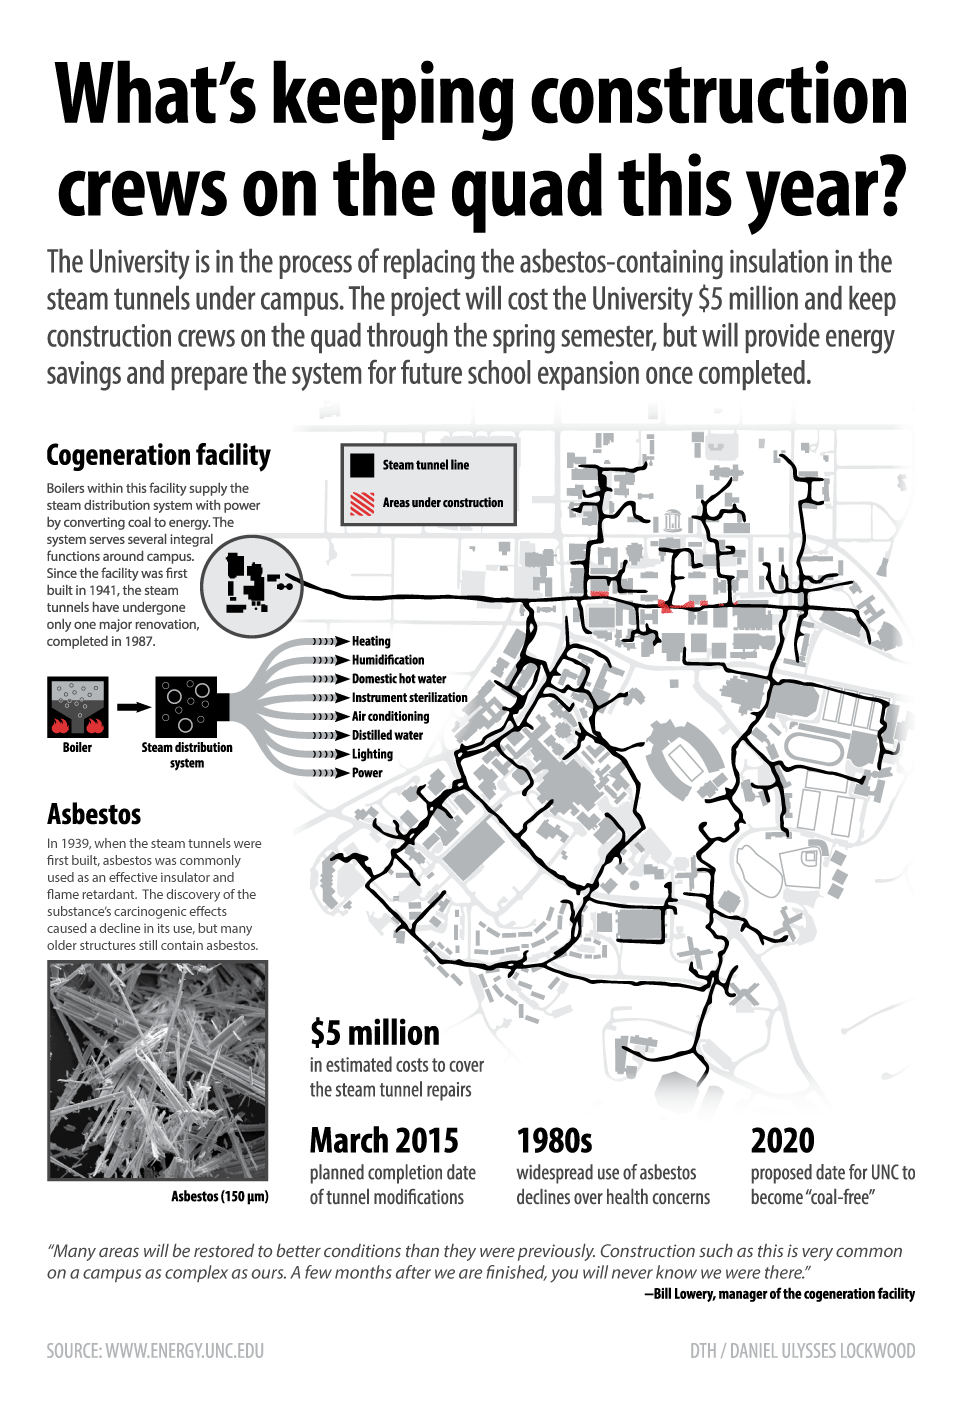 What's keeping construction
crews on the quad this year?
The University is in the process of replacing the asbestos-containing insulation in the
steam tunnels under campus. The project will cost the University $5 million and keep
construction crews on the quad through the spring semester, but will provide energy
savings and prepare the system for future school expansion once completed.
Cogeneration facility
Boilers within this facility supply the
steam distribution system with power
by converting coal to energy. The
system serves several integral
functions around campus.
Since the facility was first
built in 1941, the steam
tunnels have undergone
only one major renovation,
completed in 1987.
Steam tunnel line
Areas under construction
Boiler
Steam distribution
system
Heating
Humidification
Domestic hot water
Instrument sterilization
Air conditioning
Distilled water
Lighting
Power
Asbestos
In 1939, when the steam tunnels were
first built, asbestos was commonly
used as an effective insulator and
flame retardant. The discovery of the
substance's carcinogenic effects
caused a decline in its use, but many
older structures still contain asbestos.
Asbestos (150 µm)
$5 million
in estimated costs to cover
the steam tunnel repairs
March 2015
planned completion date
of tunnel modifications
1980s
widespread use of asbestos
declines over health concerns
2020
proposed date for UNC to
become “coal-free”
“Many areas will be restored to better conditions than they were previously. Construction such as this is very common
on a campus as complex as ours. A few months after we are finished, you will never know we were there.”
–Bill Lowery, manager of the cogeneration facility
SOURCE: WWW.ENERGY.UNC.EDU
DTH / DANIEL ULYSSES LOCKWOOD